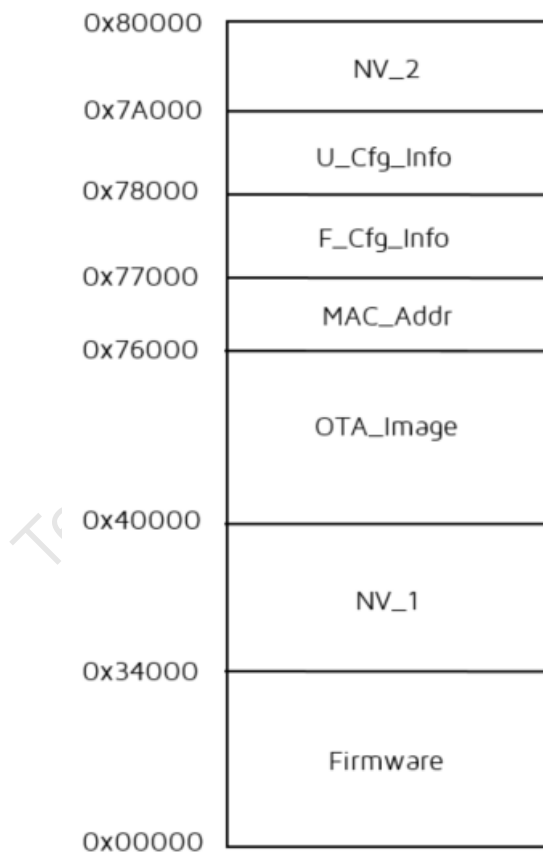 0x80000
NV_2
0x7A000
U_Cfg_Info
0x78000
F_Cfg_Info
0x77000
MAC_Addr
0x76000
OTA_Image
0x40000
NV_1
0x34000
Firmware
0x00000